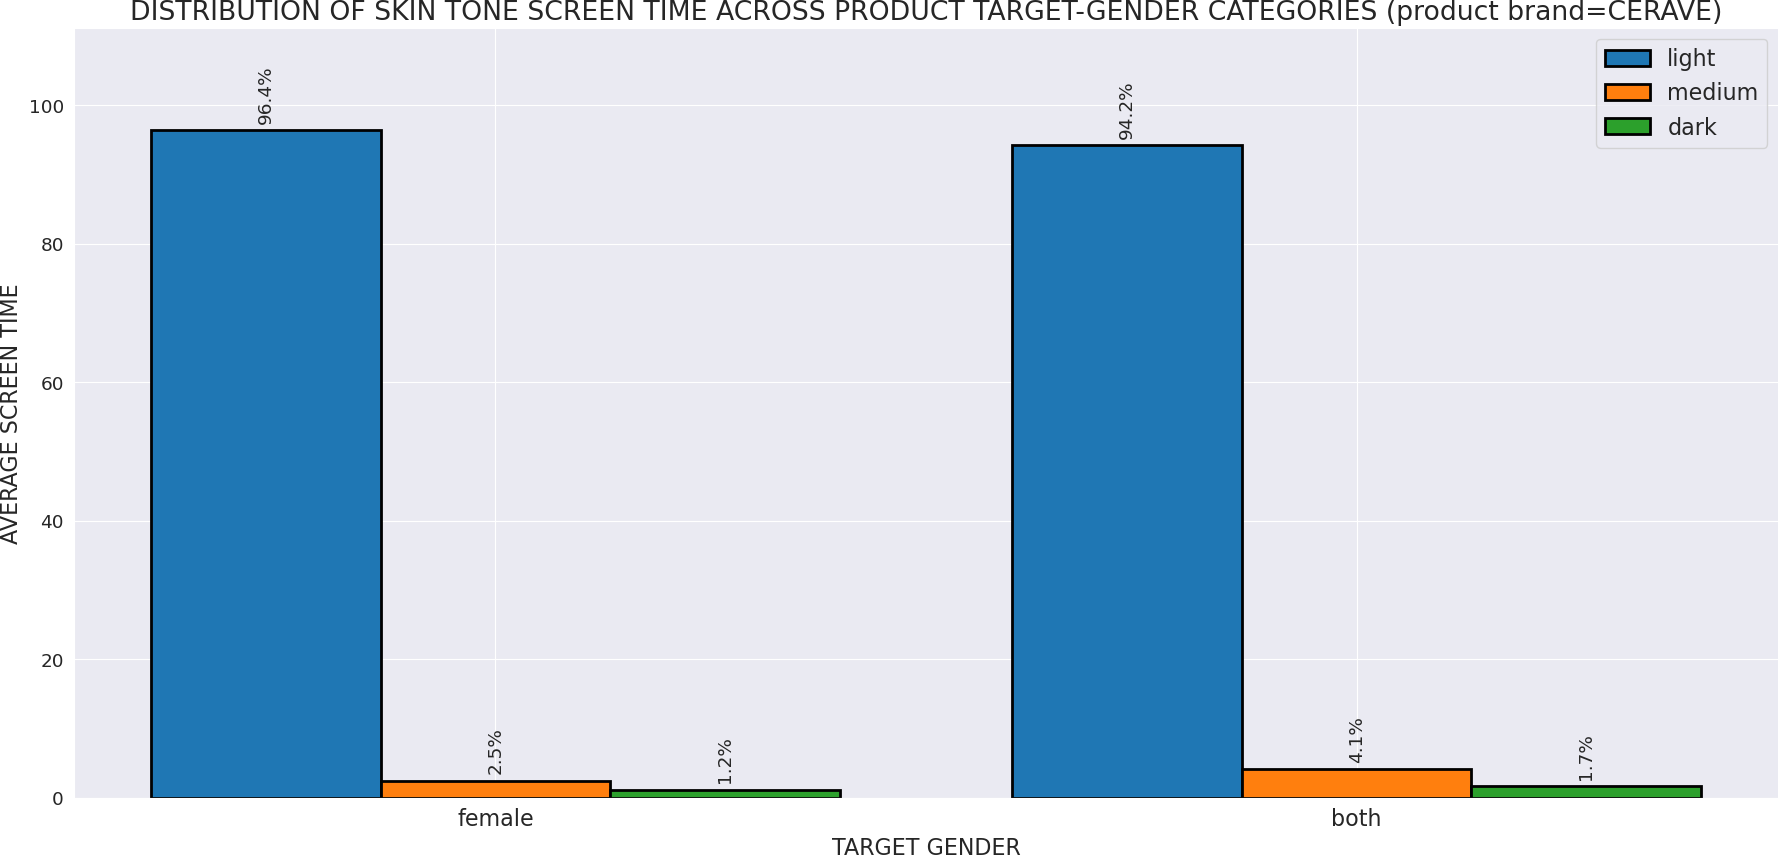 DISTRIBUTION OF SKIN TONE SCREEN TIME ACROSS PRODUCT TARGET-GENDER CATEGORIES (product brand=CERAVE)
light
medium
dark
AVERAGE SCREEN TIME
100
80
60
40
20
0
96.4%
2.5%
1.2%
94.2%
4.1%
1.7%
female
both
TARGET GENDER